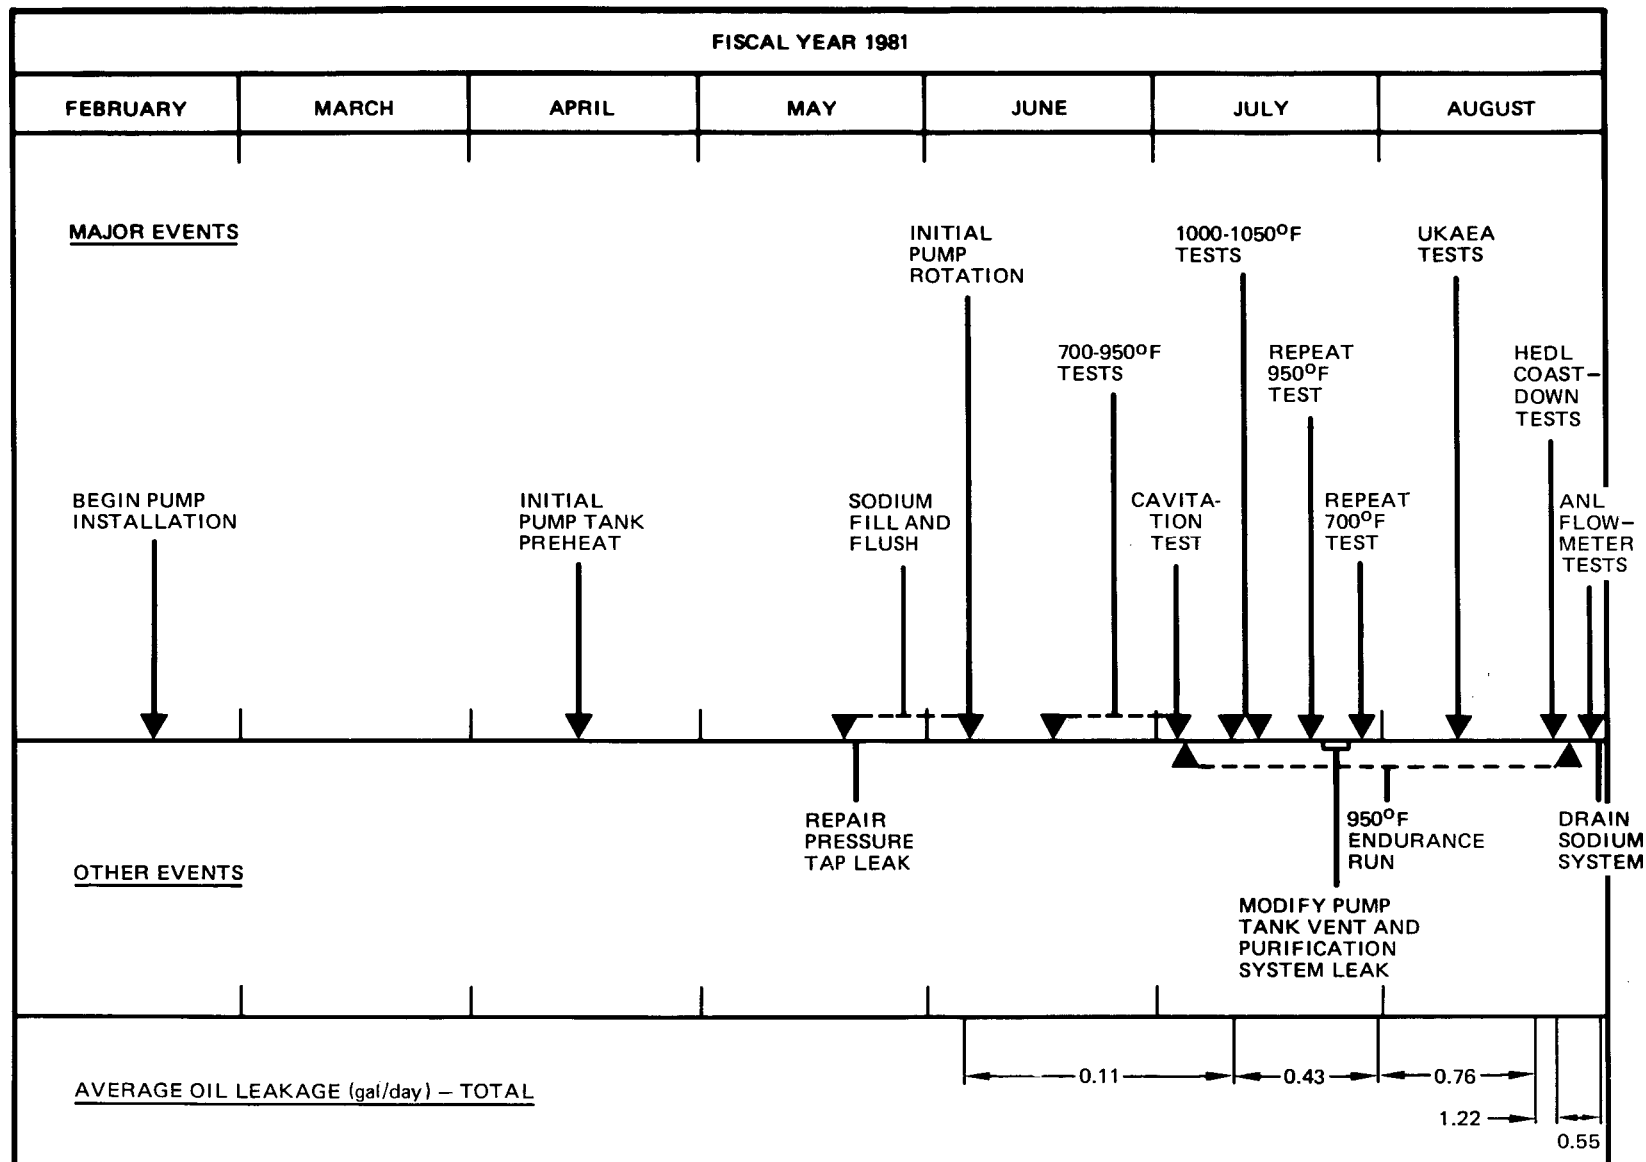 FISCAL YEAR 1981
FEBRUARY
MARCH
APRIL
MAY
JUNE
JULY
AUGUST
MAJOR EVENTS
INITIAL
PUMP
ROTATION
1000-1050°F
TESTS
UKAEA
TESTS
700-950°F
TESTS
REPEAT
950°F
TEST
HEDL
COAST–
DOWN
TESTS
BEGIN PUMP
INSTALLATION
INITIAL
PUMP TANK
PREHEAT
SODIUM
FILL AND
FLUSH
CAVITA-
TION
TEST
REPEAT
700°F
TEST
ANL
FLOW–
METER
TESTS
REPAIR
PRESSURE
TAP LEAK
950°F
ENDURANCE
RUN
DRAIN
SODIUM
SYSTEM
OTHER EVENTS
MODIFY PUMP
TANK VENT AND
PURIFICATION
SYSTEM LEAK
AVERAGE OIL LEAKAGE (gal/day) – TOTAL
0.11
0.43
0.76
1.22
0.55